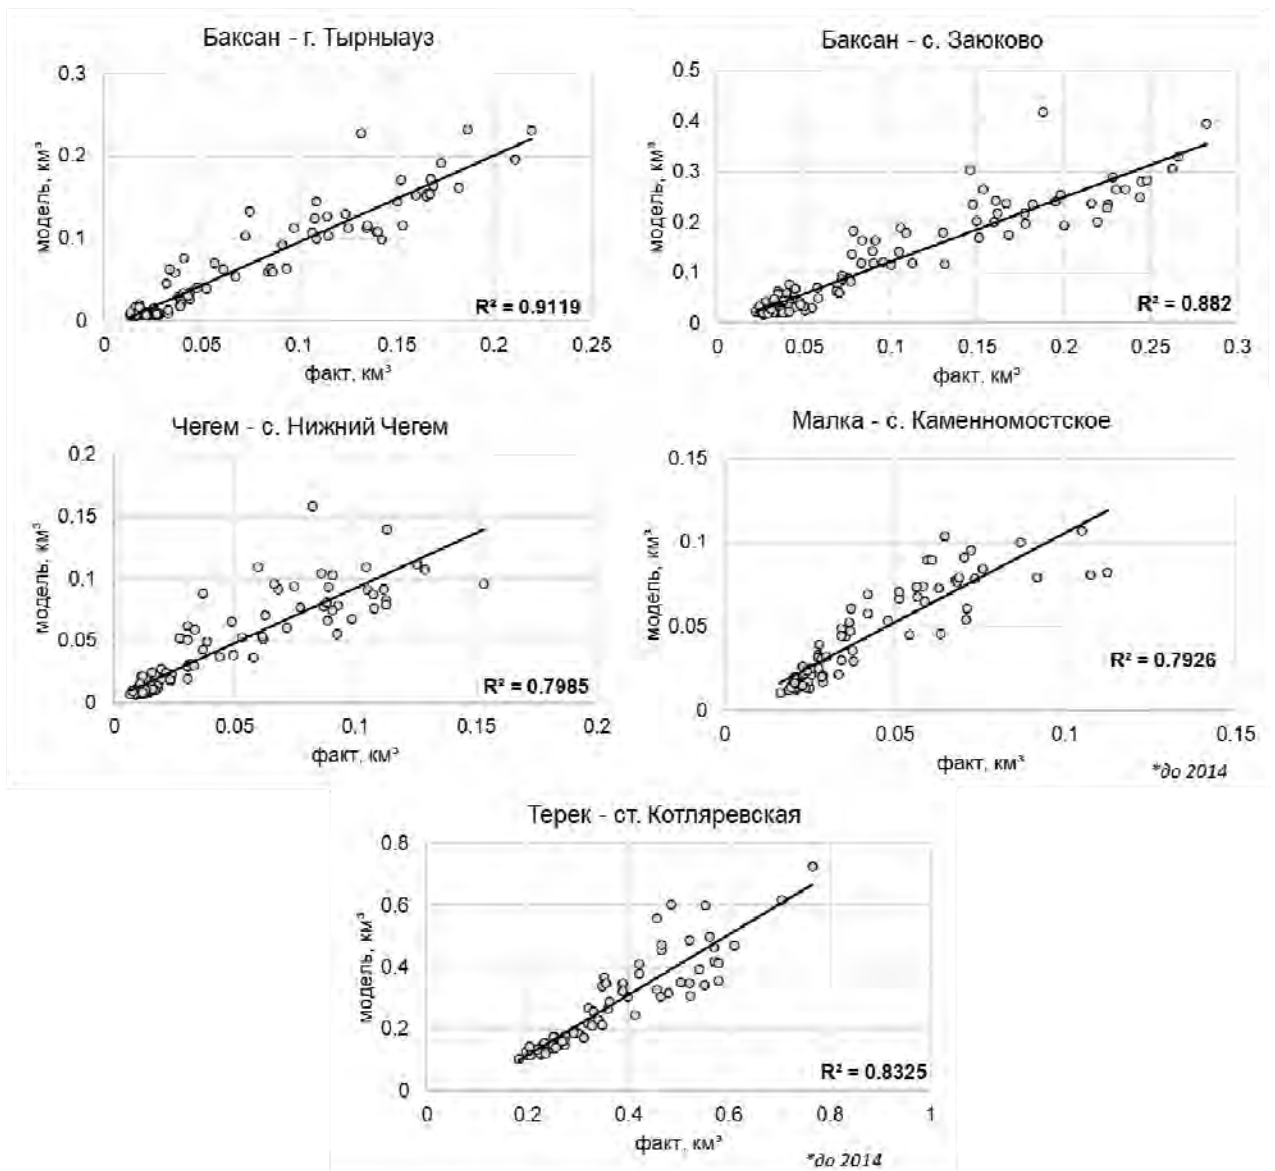 Баксан - г. Тырныауз
0.3
0.2
0.1
0
модель, км³
R² = 0.9119
0
0.05
0.1
0.15
0.2
0.25
факт, км³
Баксан - с. Заюково
0.5
0.4
0.3
0.2
0.1
0
модель, км³
R² = 0.882
0
0.05
0.1
0.15
0.2
0.25
0.3
факт, км³
Чегем - с. Нижний Чегем
0.2
0.15
0.1
0.05
0
модель, км³
R² = 0.7985
0
0.05
0.1
0.15
0.2
факт, км³
Малка - с. Каменномостское
0.15
0.1
0.05
0
модель, км³
R² = 0.7926
0
0.05
0.1
0.15
факт, км³
*до 2014
Терек - ст. Котляревская
0.8
0.6
0.4
0.2
0
модель, км³
R² = 0.8325
0
0.2
0.4
0.6
0.8
1
факт, км³
*до 2014